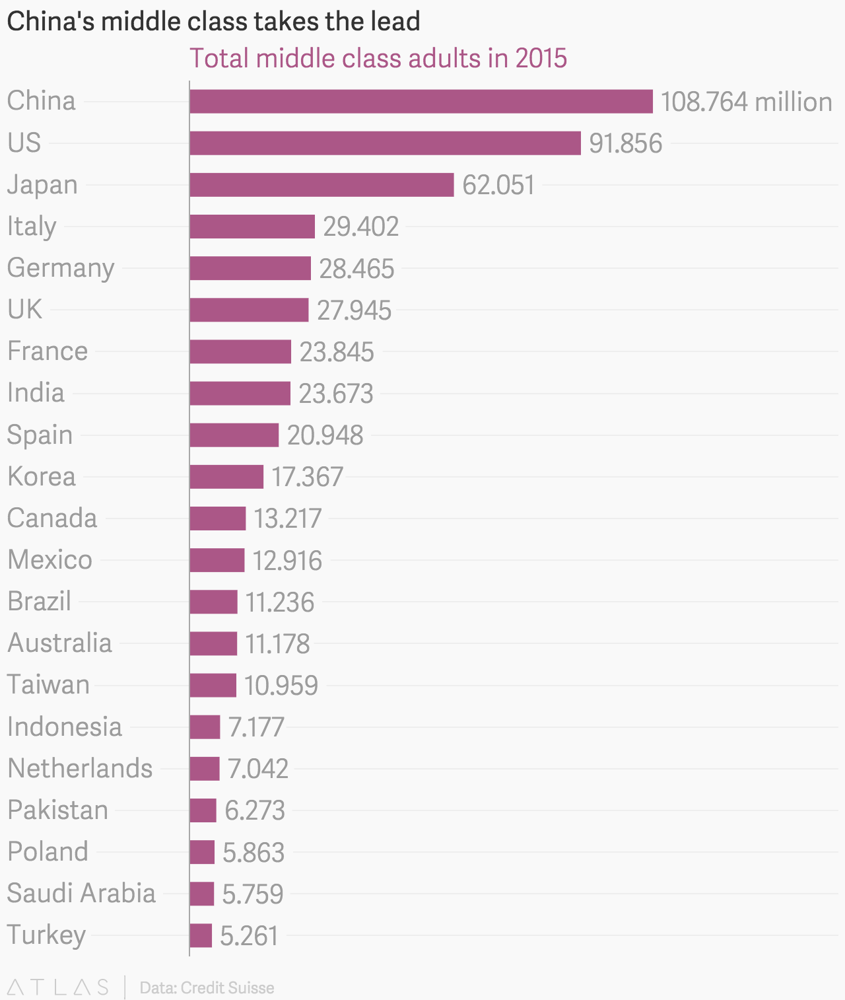 China's middle class takes the lead
Total middle class adults in 2015
China 108.764 million
US 91.856
Japan 62.051
Italy 29.402
Germany 28.465
UK 27.945
France 23.845
India 23.673
Spain 20.948
Korea 17.367
Canada 13.217
Mexico 12.916
Brazil 11.236
Australia 11.178
Taiwan 10.959
Indonesia 7.177
Netherlands 7.042
Pakistan 6.273
Poland 5.863
Saudi Arabia 5.759
Turkey 5.261
ATLAS Data: Credit Suisse